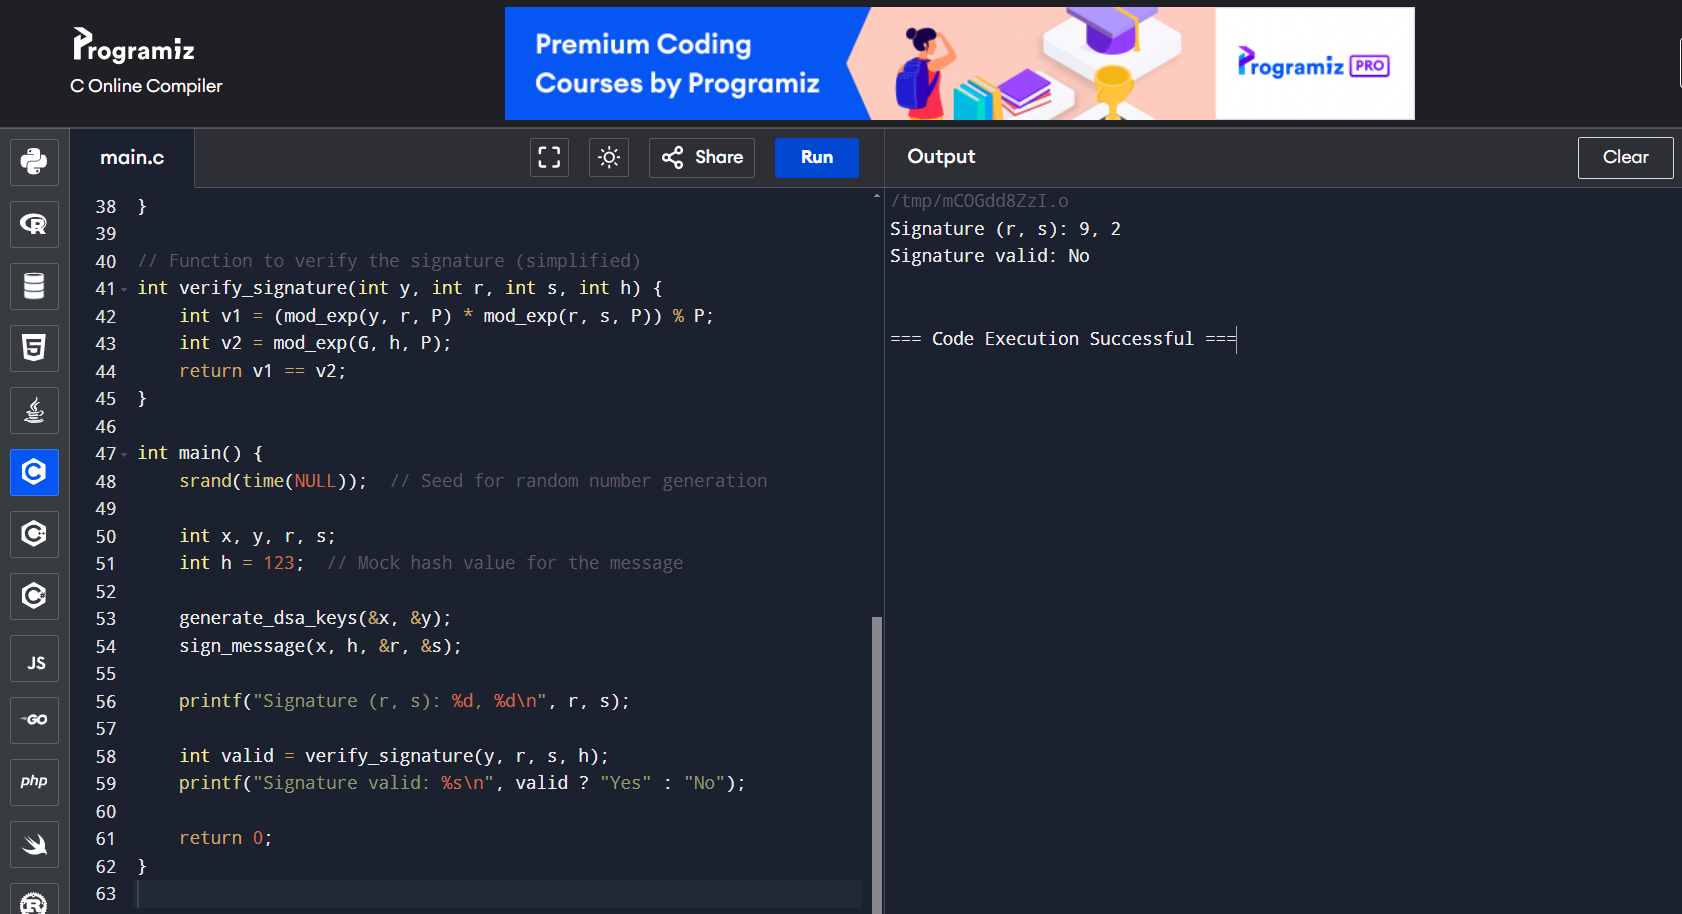 Programiz
C Online Compiler
Premium Coding
Courses by Programiz
Programiz PRO
main.c
Share
Run
Output
Clear
38 }
39
40 // Function to verify the signature (simplified)
41 int verify_signature(int y, int r, int s, int h) {
42 int v1 = (mod_exp(y, r, P) * mod_exp(r, s, P)) % P;
43 int v2 = mod_exp(G, h, P);
44 return v1 == v2;
45 }
46
47 int main() {
48 srand(time(NULL));  // Seed for random number generation
49
50 int x, y, r, s;
51 int h = 123;  // Mock hash value for the message
52
53 generate_dsa_keys(&x, &y);
54 sign_message(x, h, &r, &s);
55
56 printf("Signature (r, s): %d, %d\n", r, s);
57
58 int valid = verify_signature(y, r, s, h);
59 printf("Signature valid: %s\n", valid ? "Yes" : "No");
60
61 return 0;
62 }
63
/tmp/mCOGdd8ZzI.o
Signature (r, s): 9, 2
Signature valid: No
=== Code Execution Successful ===
R
5
C
C
C
JS
GO
php
R